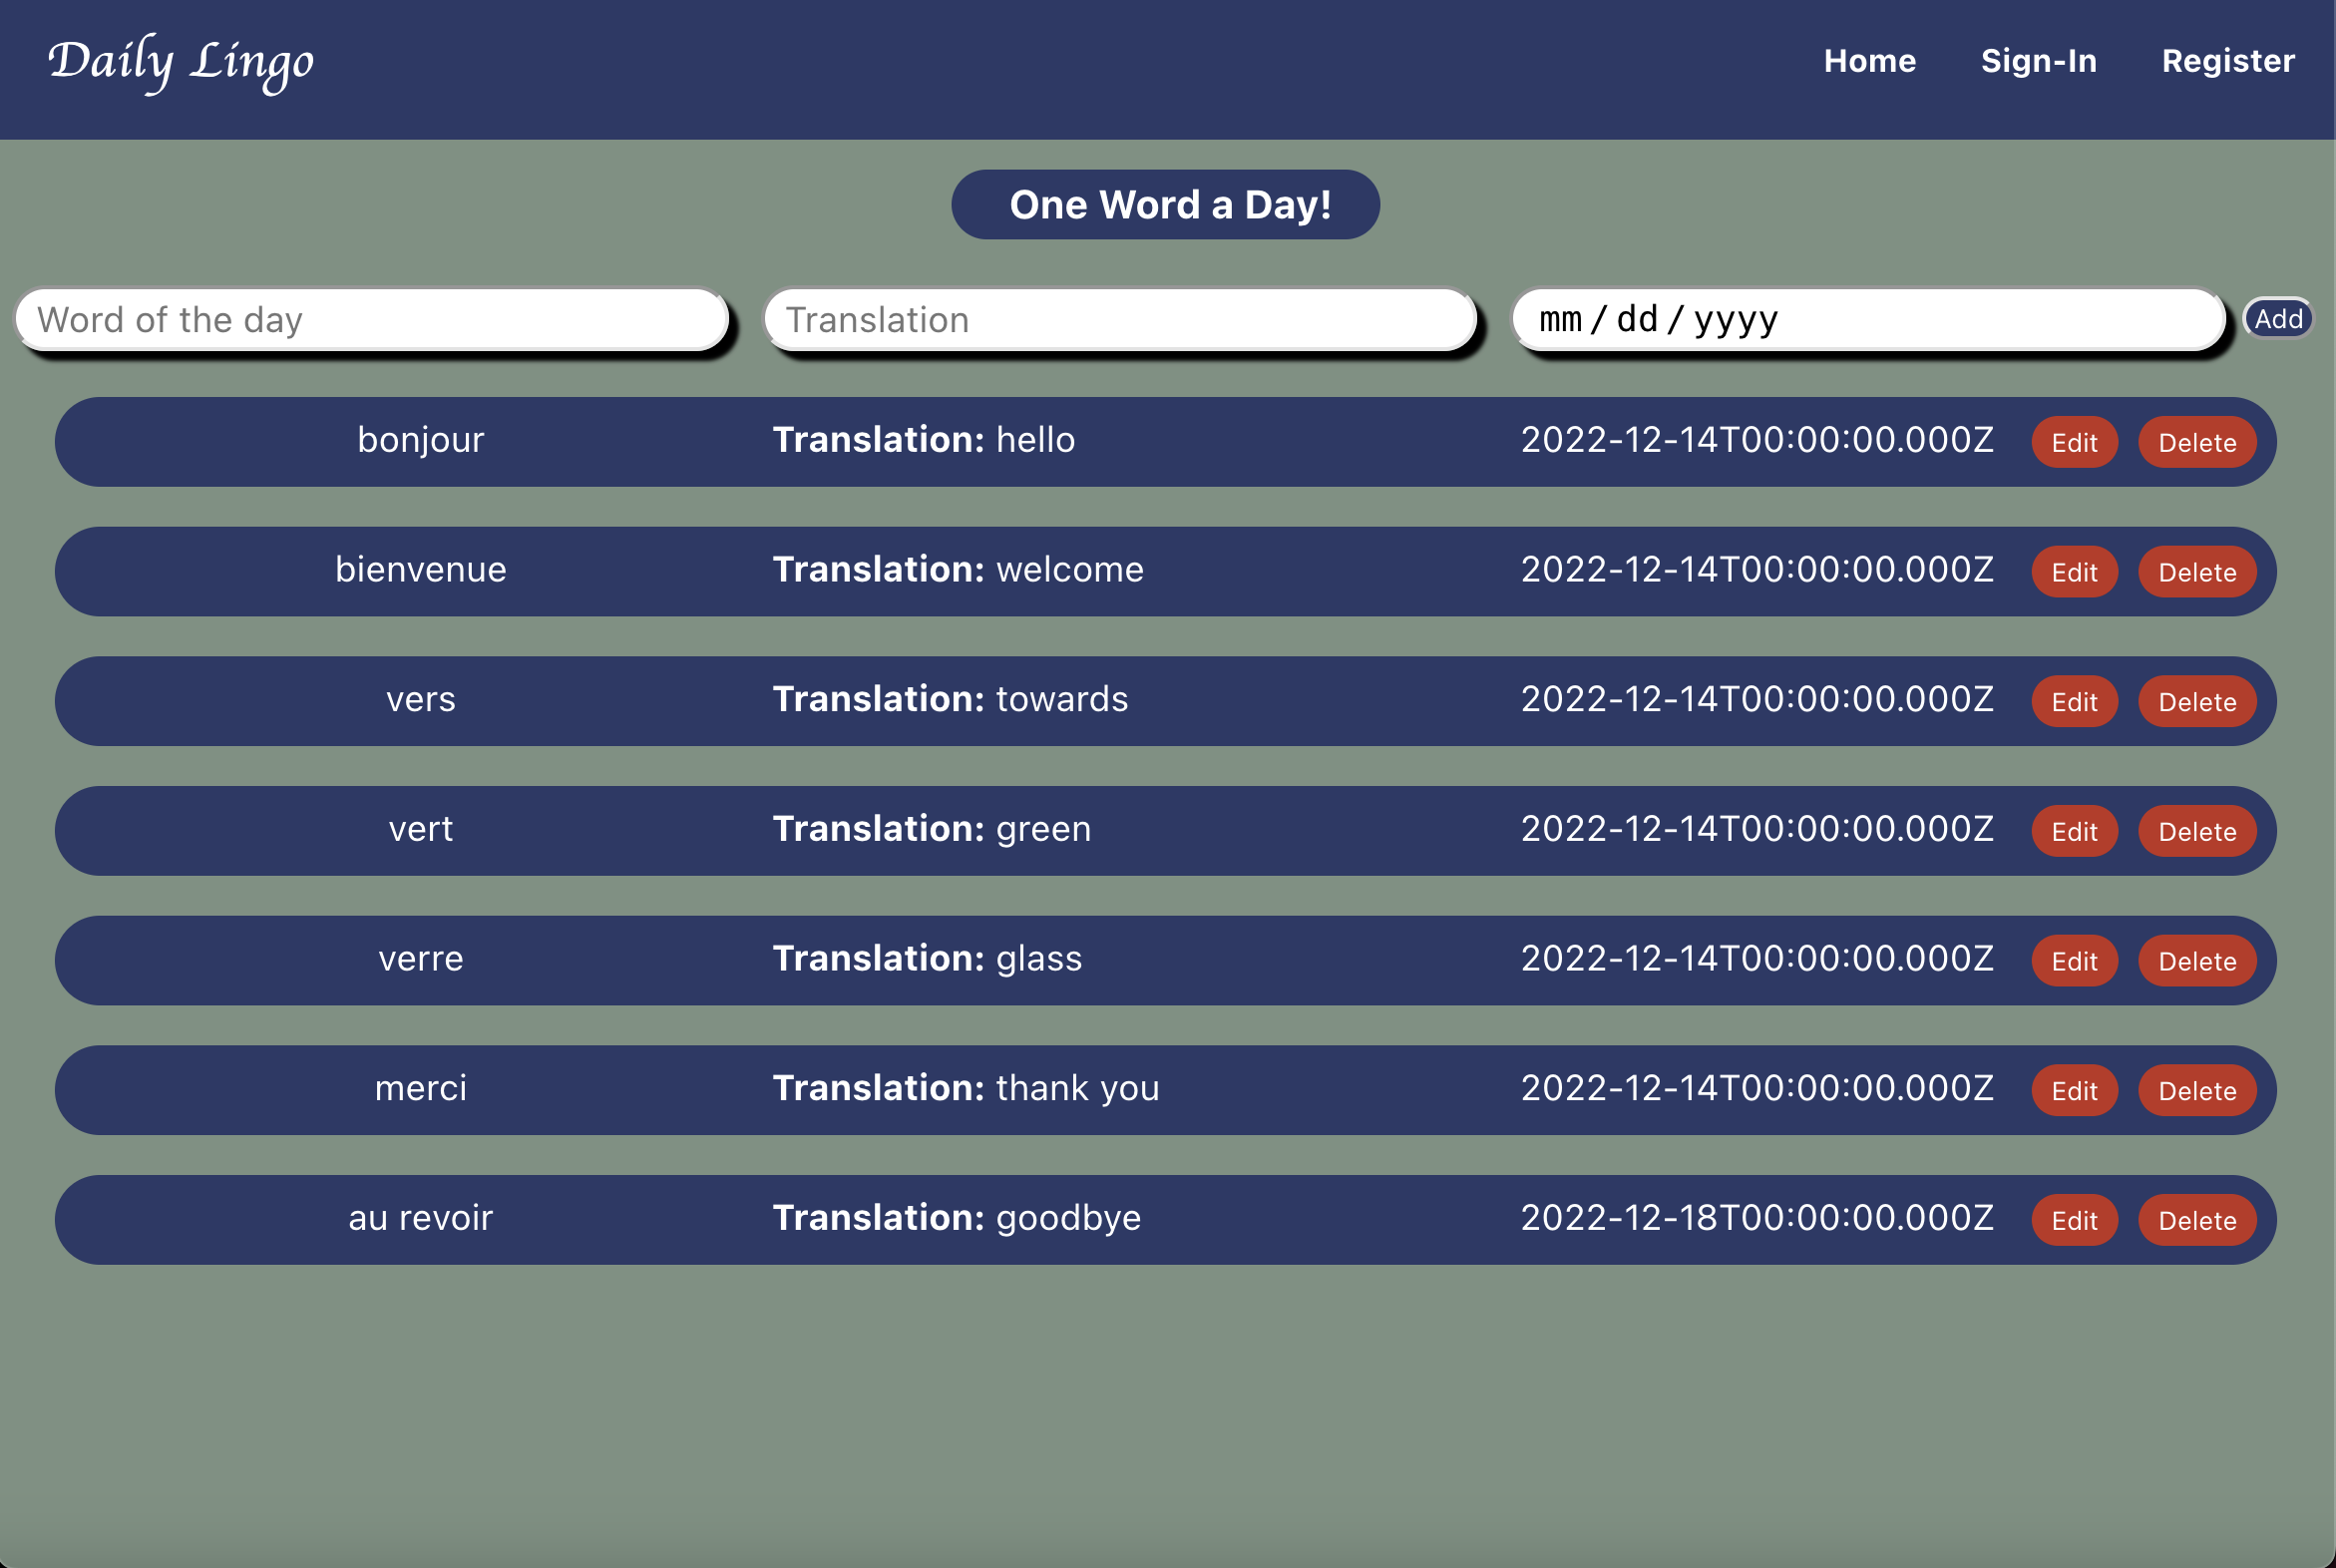 Daily Lingo Home Sign-In Register
One Word a Day!
Word of the day Translation mm/dd/yyyy Add
bonjour Translation: hello 2022-12-14T00:00:00.000Z Edit Delete
bienvenue Translation: welcome 2022-12-14T00:00:00.000Z Edit Delete
vers Translation: towards 2022-12-14T00:00:00.000Z Edit Delete
vert Translation: green 2022-12-14T00:00:00.000Z Edit Delete
verre Translation: glass 2022-12-14T00:00:00.000Z Edit Delete
merci Translation: thank you 2022-12-14T00:00:00.000Z Edit Delete
au revoir Translation: goodbye 2022-12-18T00:00:00.000Z Edit Delete